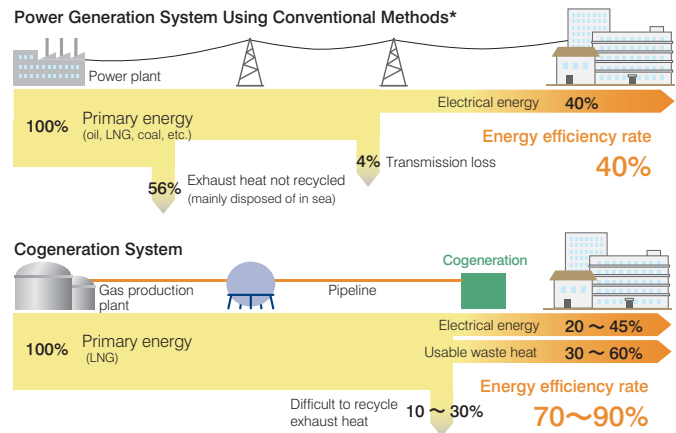 Power Generation System Using Conventional Methods*
Power plant
Electrical energy 40%
100% Primary energy
(oil, LNG, coal, etc.)
Energy efficiency rate
40%
4% Transmission loss
56% Exhaust heat not recycled
(mainly disposed of in sea)
Cogeneration System
Cogeneration
Gas production
plant
Pipeline
Electrical energy 20 〜 45%
100% Primary energy
(LNG)
Usable waste heat 30 〜 60%
Energy efficiency rate
70〜90%
Difficult to recycle
exhaust heat
10 〜 30%